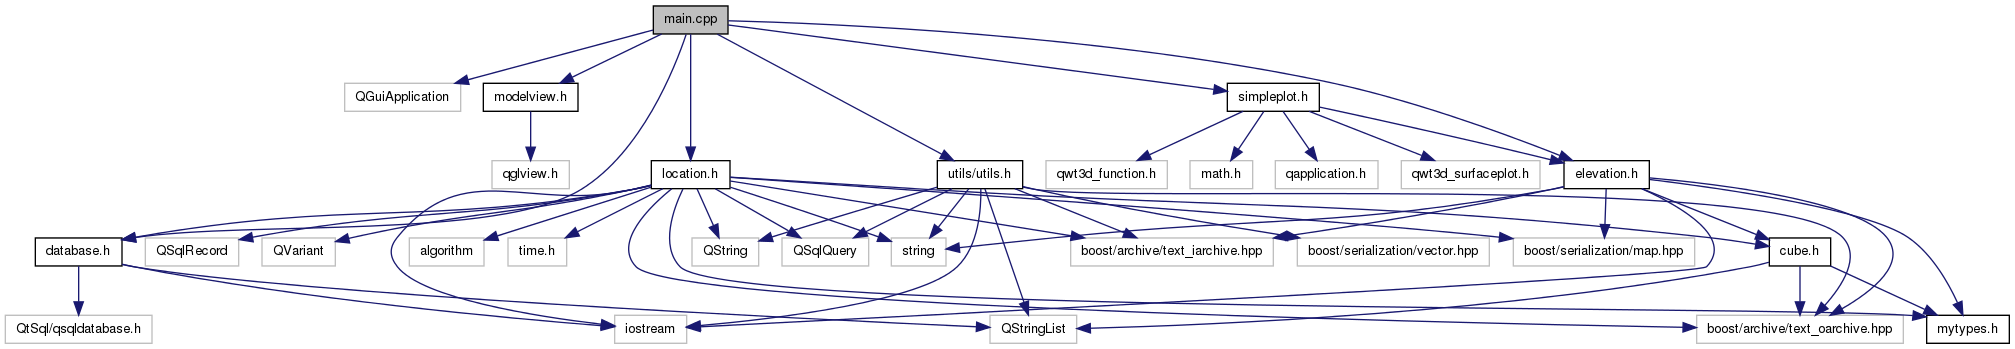 main.cpp
QGuiApplication
modelview.h
simpleplot.h
qglview.h
location.h
utils/utils.h
qwt3d_function.h
math.h
qapplication.h
qwt3d_surfaceplot.h
elevation.h
database.h
QSqlRecord
QVariant
algorithm
time.h
QString
QSqlQuery
string
boost/archive/text_iarchive.hpp
boost/serialization/vector.hpp
boost/serialization/map.hpp
cube.h
QtSql/qsqldatabase.h
iostream
QStringList
boost/archive/text_oarchive.hpp
mytypes.h